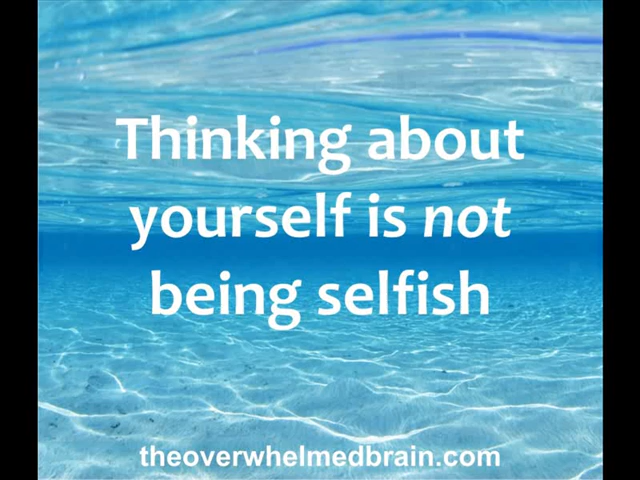 Thinking about
yourself is not
being selfish
theoverwhelmedbrain.com